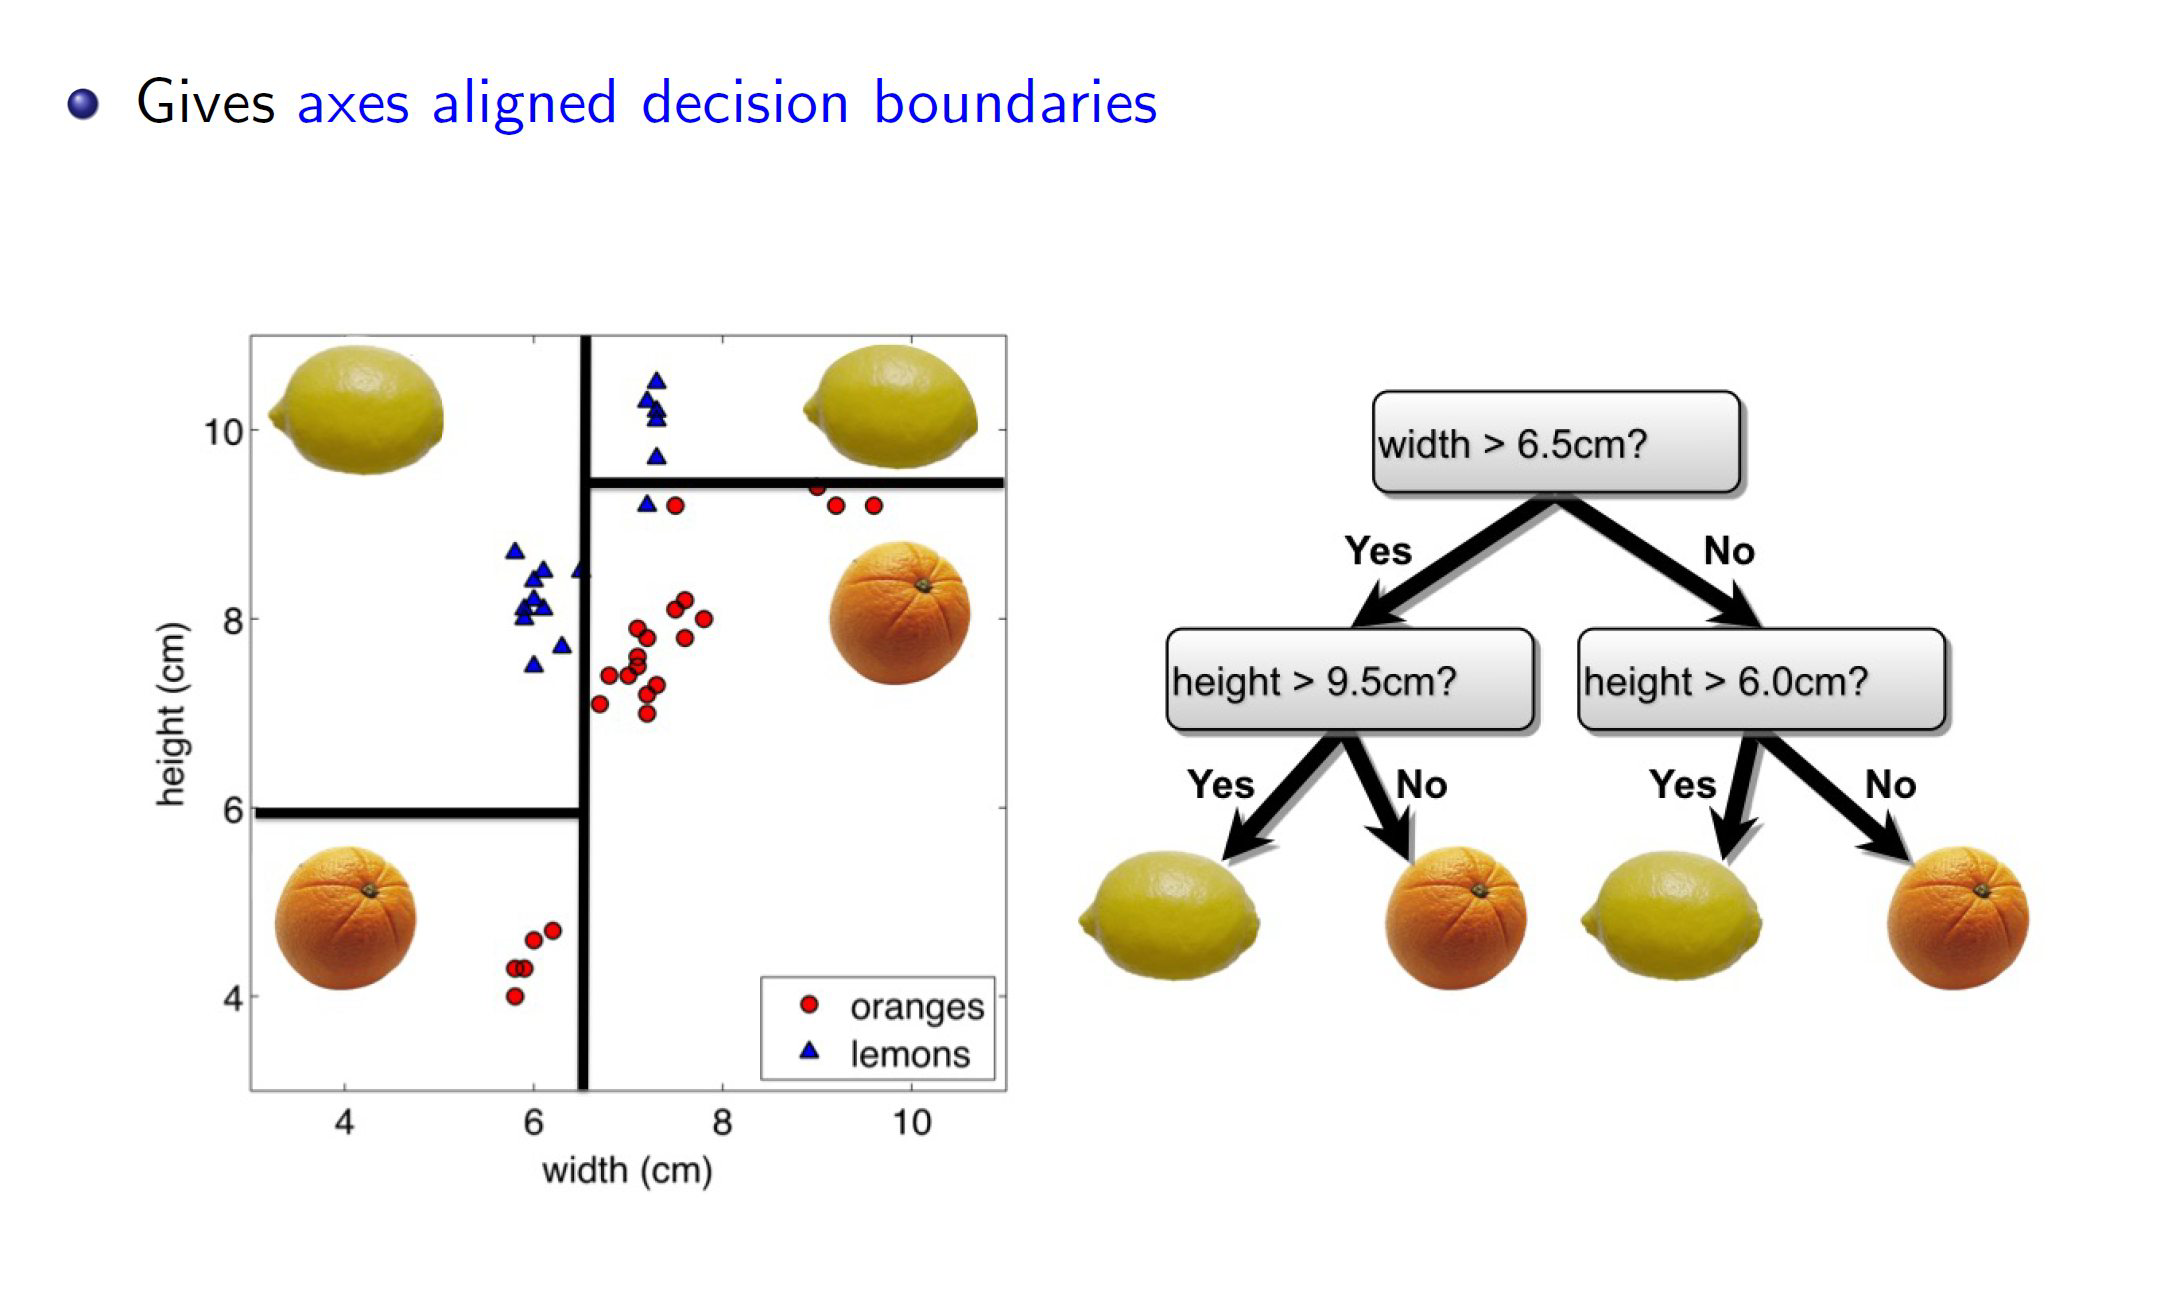 Gives axes aligned decision boundaries
10
8
6
4
height (cm)
4 6 8 10
width (cm)
oranges
lemons
width > 6.5cm?
Yes No
height > 9.5cm? height > 6.0cm?
Yes No Yes No